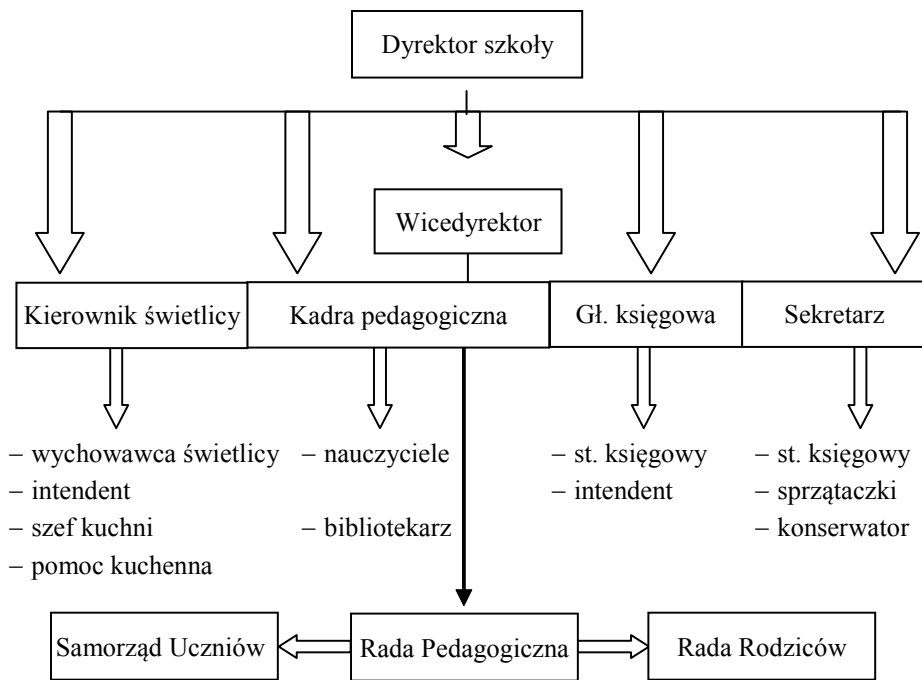 Dyrektor szkoły
Wicedyrektor
Kierownik świetlicy
Kadra pedagogiczna
Gł. księgowa
Sekretarz
– wychowawca świetlicy
– intendent
– szef kuchni
– pomoc kuchenna
– nauczyciele
– bibliotekarz
– st. księgowy
– intendent
– st. księgowy
– sprzątaczki
– konserwator
Samorząd Uczniów
Rada Pedagogiczna
Rada Rodziców